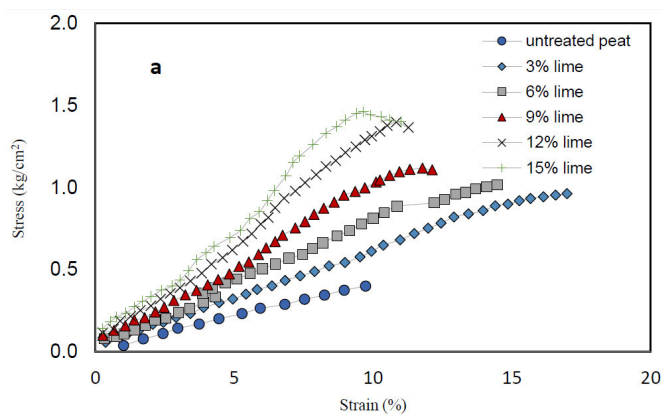 2.0
1.5
1.0
0.5
0.0
Stress (kg/cm²)
a
untreated peat
3% lime
6% lime
9% lime
12% lime
15% lime
0 5 10 15 20
Strain (%)